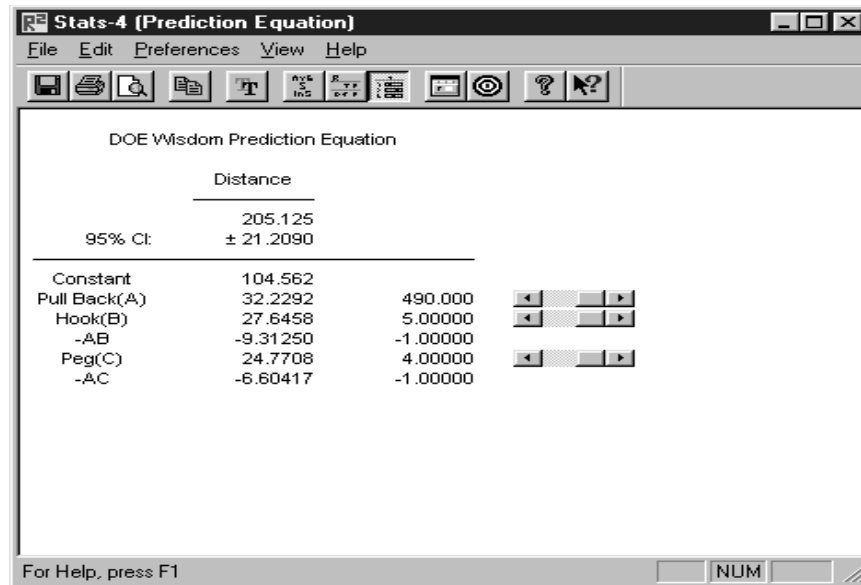 R² Stats-4 (Prediction Equation)
File Edit Preferences View Help
DOE Wisdom Prediction Equation
Distance
205.125
95% CI: ± 21.2090
Constant 104.562
Pull Back(A) 32.2292 490.000
Hook(B) 27.6458 5.00000
-AB -9.31250 -1.00000
Peg(C) 24.7708 4.00000
-AC -6.60417 -1.00000
For Help, press F1 NUM